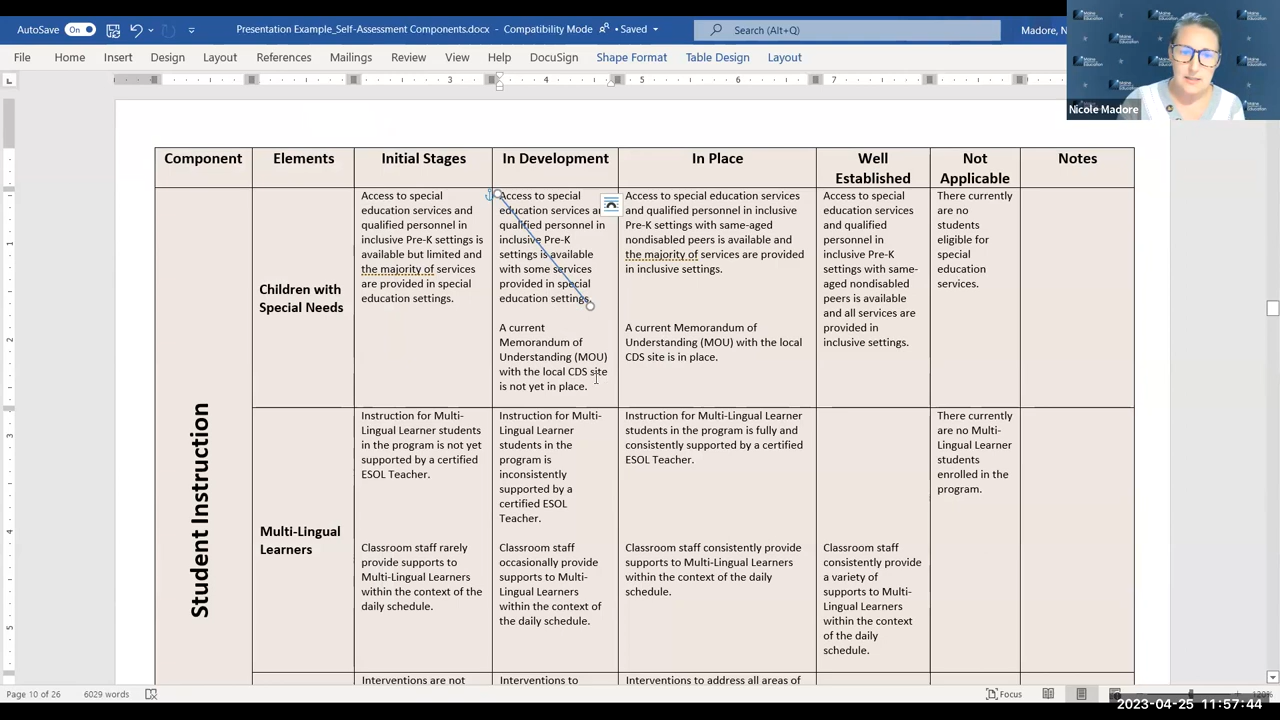 AutoSave On
Presentation Example_Self-Assessment Components.docx - Compatibility Mode
• Saved
Search (Alt+Q)
Madore, N
File Home Insert Design Layout References Mailings Review View Help DocuSign Shape Format Table Design Layout
Nicole Madore
3 4 5 6 7
Component
Elements
Initial Stages
In Development
In Place
Well
Established
Not
Applicable
Notes
Student Instruction
Children with
Special Needs
Access to special
education services and
qualified personnel in
inclusive Pre-K settings is
available but limited and
the majority of services
are provided in special
education settings.
Access to special
education services an
qualified personnel in
inclusive Pre-K
settings is available
with some services
provided in special
education settings.
A current
Memorandum of
Understanding (MOU)
with the local CDS site
is not yet in place.
Access to special education services
and qualified personnel in inclusive
Pre-K settings with same-aged
nondisabled peers is available and
the majority of services are provided
in inclusive settings.
A current Memorandum of
Understanding (MOU) with the local
CDS site is in place.
Access to special
education services
and qualified
personnel in
inclusive Pre-K
settings with same-
aged nondisabled
peers is available
and all services are
provided in
inclusive settings.
There currently
are no
students
eligible for
special
education
services.
Multi-Lingual
Learners
Instruction for Multi-
Lingual Learner students
in the program is not yet
supported by a certified
ESOL Teacher.
Classroom staff rarely
provide supports to
Multi-Lingual Learners
within the context of the
daily schedule.
Instruction for Multi-
Lingual Learner
students in the
program is
inconsistently
supported by a
certified ESOL
Teacher.
Classroom staff
occasionally provide
supports to Multi-
Lingual Learners
within the context of
the daily schedule.
Instruction for Multi-Lingual Learner
students in the program is fully and
consistently supported by a certified
ESOL Teacher.
Classroom staff consistently provide
supports to Multi-Lingual Learners
within the context of the daily
schedule.
Classroom staff
consistently provide
a variety of
supports to Multi-
Lingual Learners
within the context
of the daily
schedule.
There currently
are no Multi-
Lingual Learner
students
enrolled in the
program.
Interventions are not
Interventions to
Interventions to address all areas of
1
2
3
4
5
Page 10 of 26 6029 words
Focus
120%
2023-04-25 11:57:44